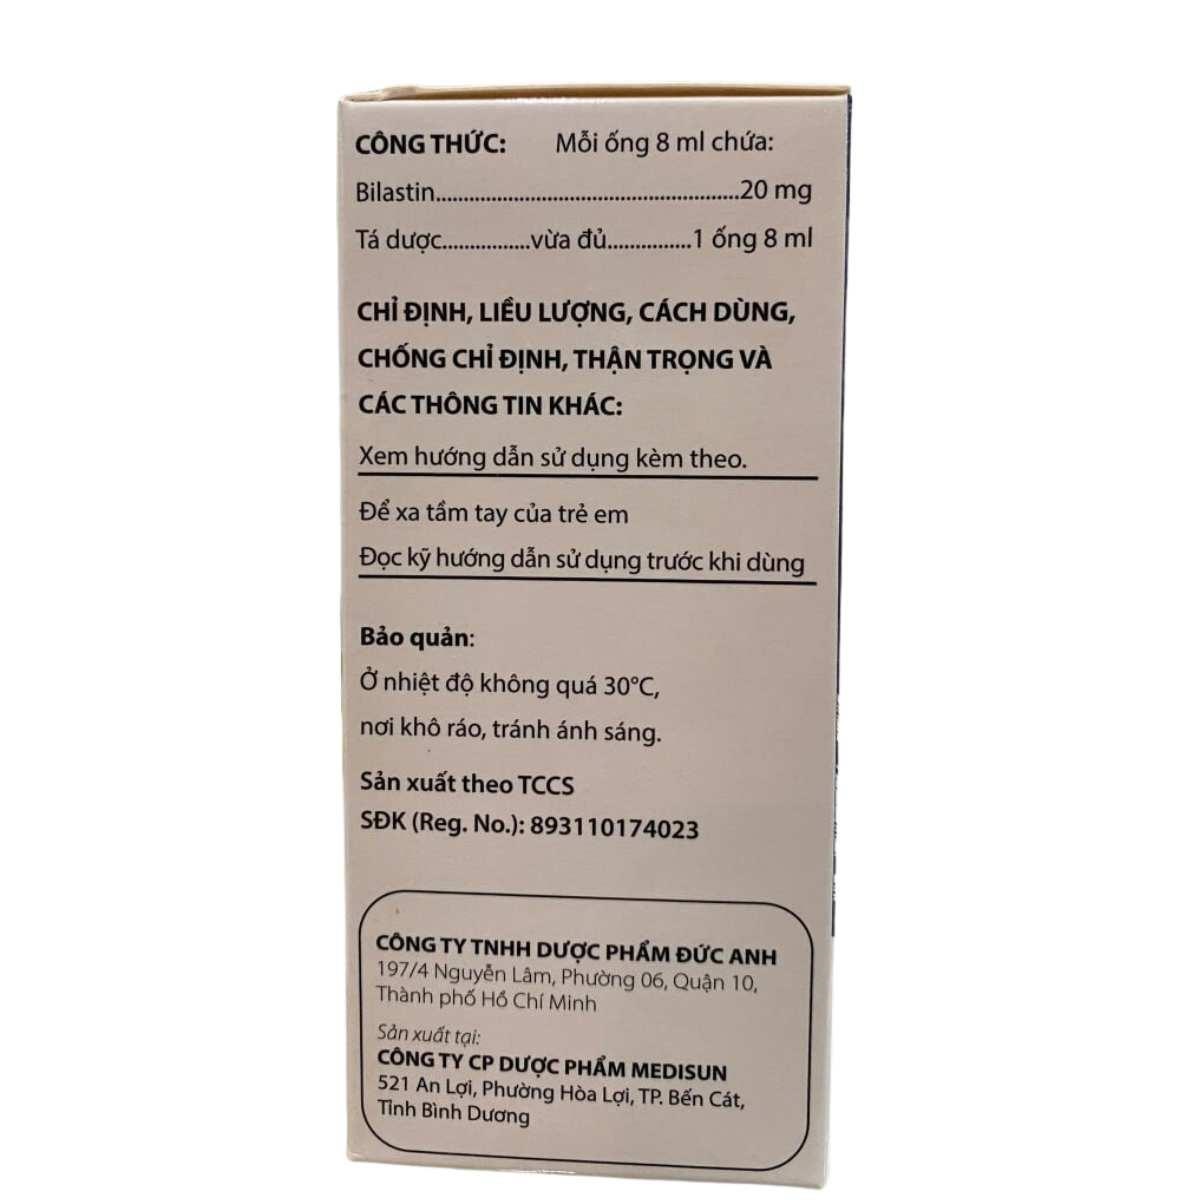 CÔNG THỨC: Mỗi ống 8 ml chứa:
Bilastin.......................................................20 mg
Tá dược................vừa đủ...............1 ống 8 ml
CHỈ ĐỊNH, LIỀU LƯỢNG, CÁCH DÙNG,
CHỐNG CHỈ ĐỊNH, THẬN TRỌNG VÀ
CÁC THÔNG TIN KHÁC:
Xem hướng dẫn sử dụng kèm theo.
Để xa tầm tay của trẻ em
Đọc kỹ hướng dẫn sử dụng trước khi dùng
Bảo quản:
Ở nhiệt độ không quá 30°C,
nơi khô ráo, tránh ánh sáng.
Sản xuất theo TCCS
SĐK (Reg. No.): 893110174023
CÔNG TY TNHH DƯỢC PHẨM ĐỨC ANH
197/4 Nguyễn Lâm, Phường 06, Quận 10,
Thành phố Hồ Chí Minh
Sản xuất tại:
CÔNG TY CP DƯỢC PHẨM MEDISUN
521 An Lợi, Phường Hòa Lợi, TP. Bến Cát,
Tỉnh Bình Dương